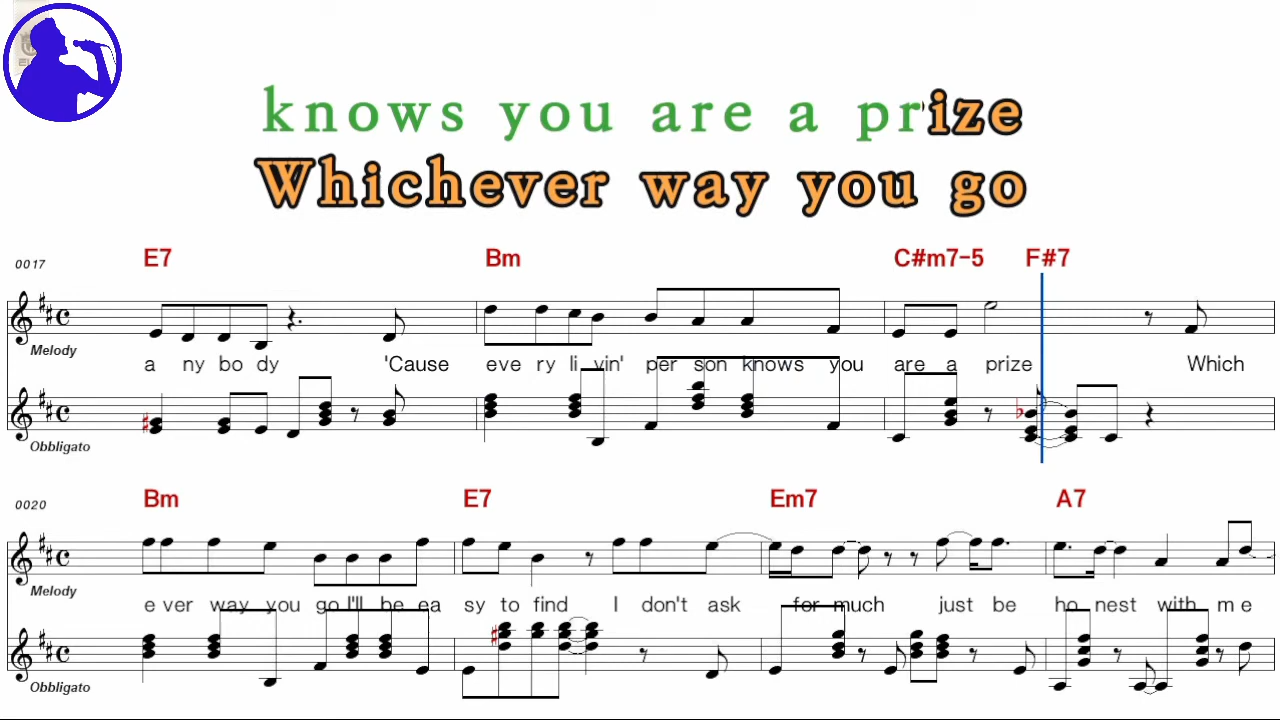 knows you are a prize
Whichever way you go
0017 E7 Bm C#m7-5 F#7
Melody
a ny bo dy 'Cause eve ry li vin' per son knows you are a prize Which
Obbligato
0020 Bm E7 Em7 A7
Melody
e ver way you go I'll be ea sy to find I don't ask for much just be ho nest with m e
Obbligato